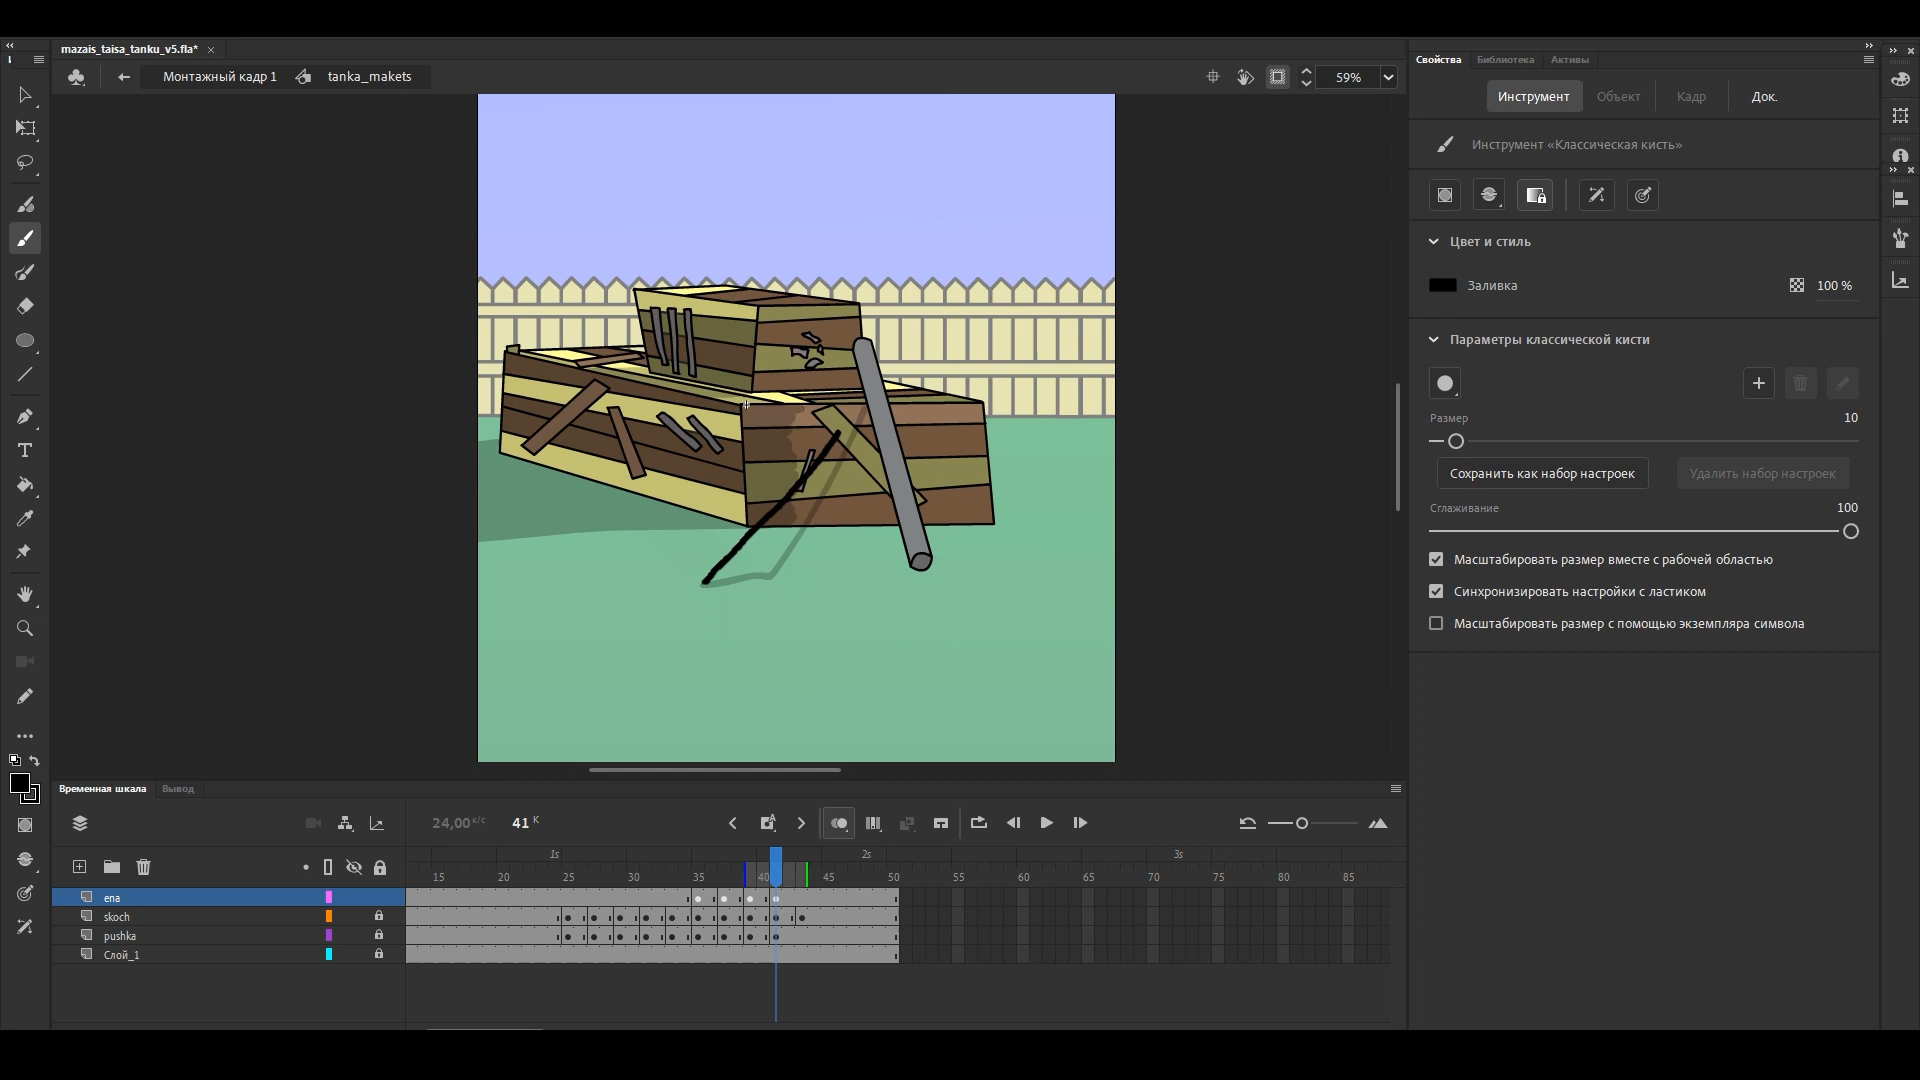 mazais_taisa_tanku_v5.fla*
Монтажный кадр 1
tanka_makets
59%
Свойства
Библиотека
Активы
Инструмент
Объект
Кадр
Док.
Инструмент «Классическая кисть»
Цвет и стиль
Заливка
100 %
Параметры классической кисти
Размер
10
Сохранить как набор настроек
Удалить набор настроек
Сглаживание
100
Масштабировать размер вместе с рабочей областью
Синхронизировать настройки с ластиком
Масштабировать размер с помощью экземпляра символа
Временная шкала
Вывод
24,00 к/с
41 К
1s
2s
3s
15
20
25
30
35
40
45
50
55
60
65
70
75
80
85
ena
skoch
pushka
Слой_1